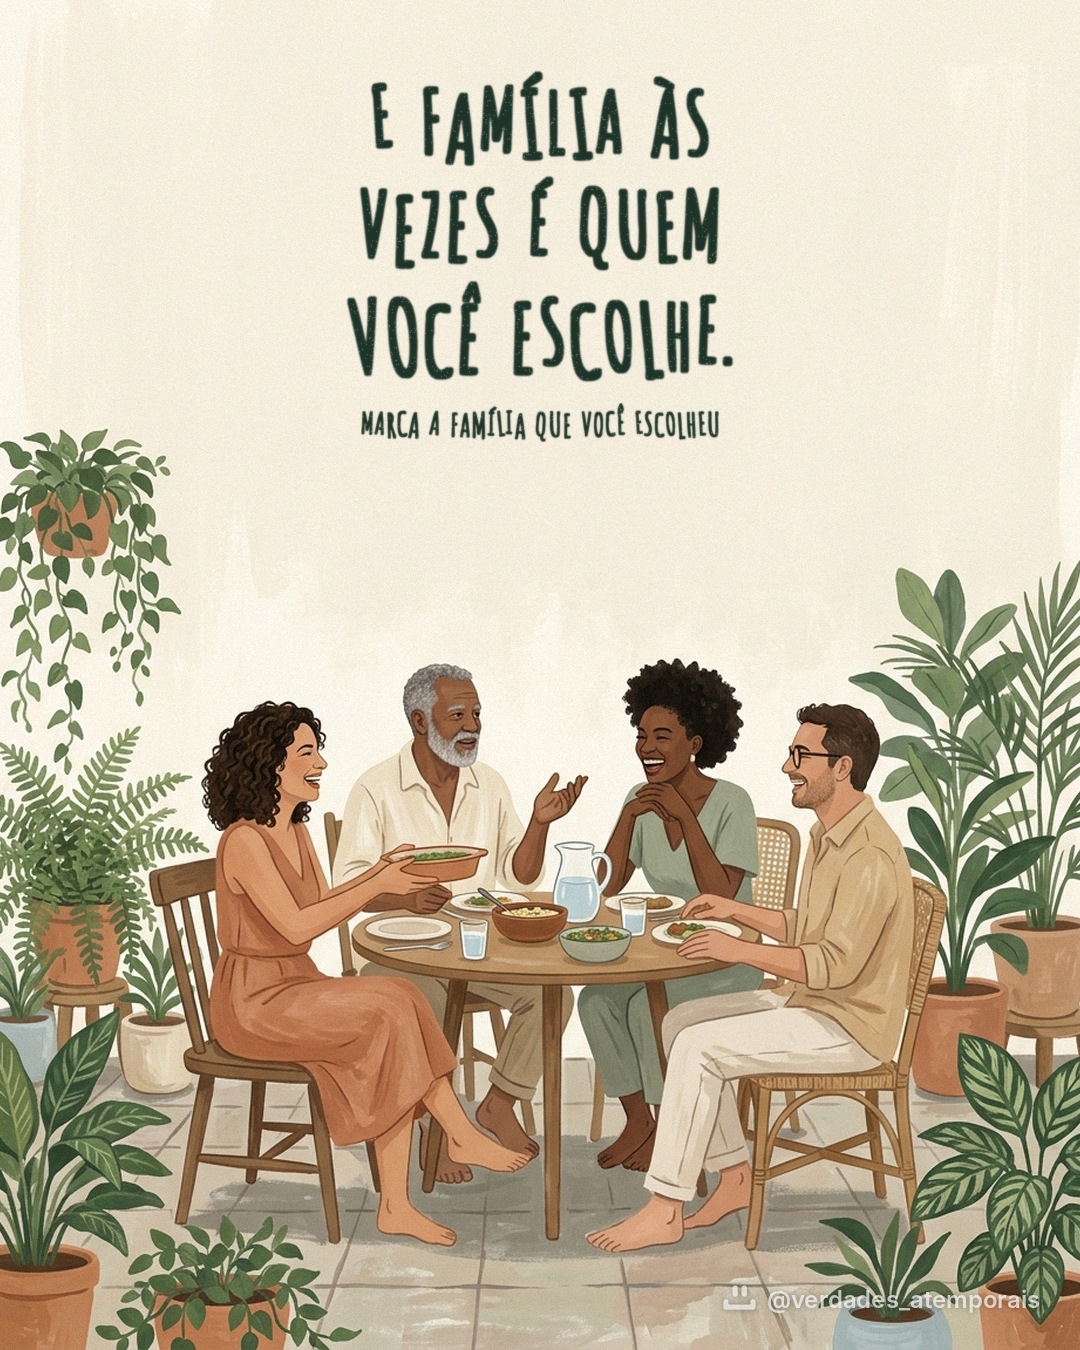 E FAMÍLIA ÀS
VEZES É QUEM
VOCÊ ESCOLHE.
MARCA A FAMÍLIA QUE VOCÊ ESCOLHEU
@verdades_atemporais